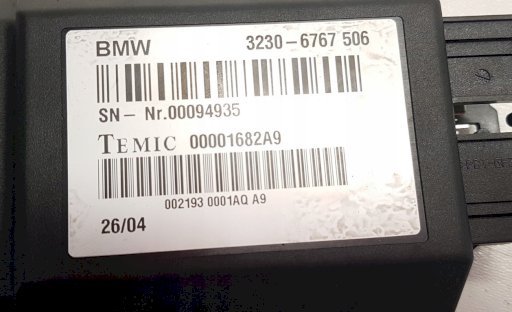 BMW 3230-6767 506
SN- Nr.00094935
TEMIC 00001682A9
002193 0001AQ A9
26/04